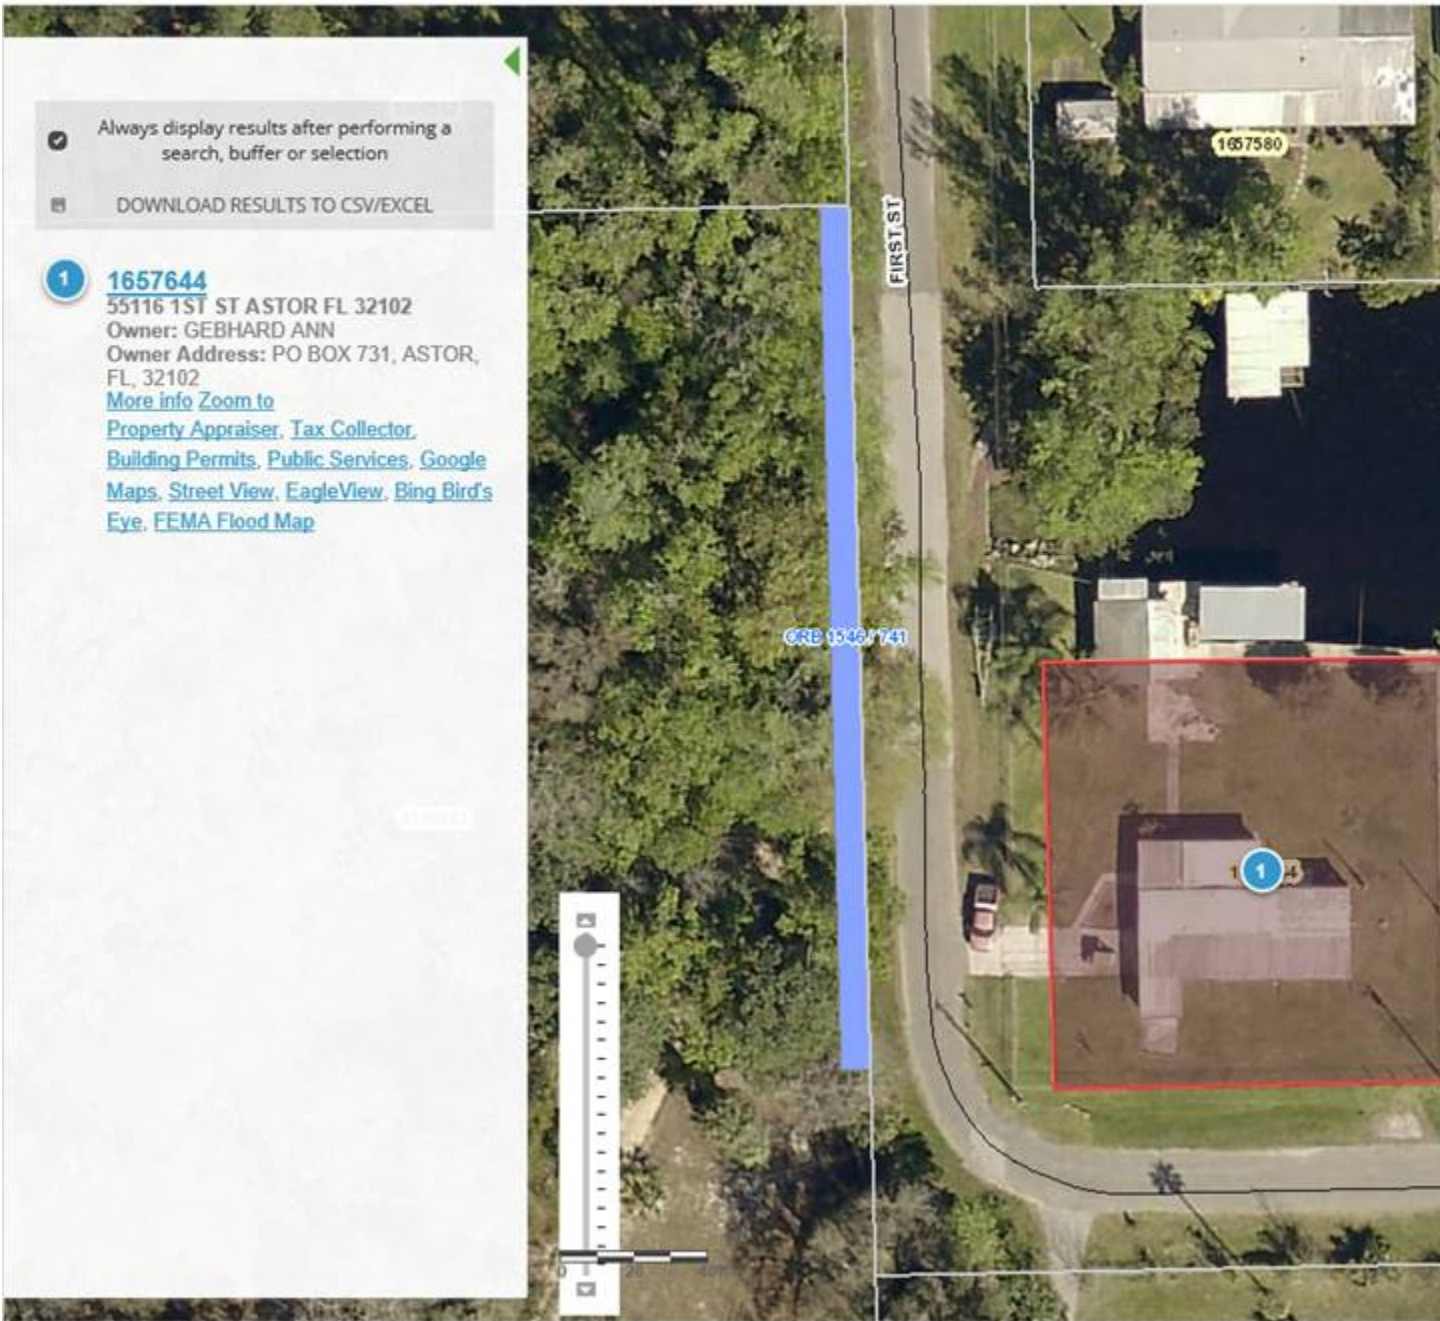 Always display results after performing a
search, buffer or selection
DOWNLOAD RESULTS TO CSV/EXCEL
1
1657644
55116 1ST ST ASTOR FL 32102
Owner: GEBHARD ANN
Owner Address: PO BOX 731, ASTOR,
FL, 32102
More info Zoom to
Property Appraiser, Tax Collector,
Building Permits, Public Services, Google
Maps, Street View, EagleView, Bing Bird's
Eye, FEMA Flood Map
1657580
FIRST ST
ORB 1546 / 741
1